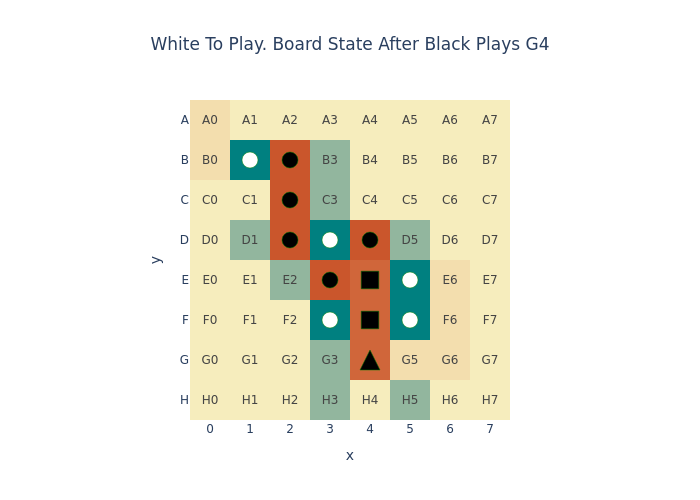 White To Play. Board State After Black Plays G4
A A0 A1 A2 A3 A4 A5 A6 A7
B B0 B3 B4 B5 B6 B7
C C0 C1 C3 C4 C5 C6 C7
D D0 D1 D5 D6 D7
y
E E0 E1 E2 E6 E7
F F0 F1 F2 F6 F7
G G0 G1 G2 G3 G5 G6 G7
H H0 H1 H2 H3 H4 H5 H6 H7
0 1 2 3 4 5 6 7
x